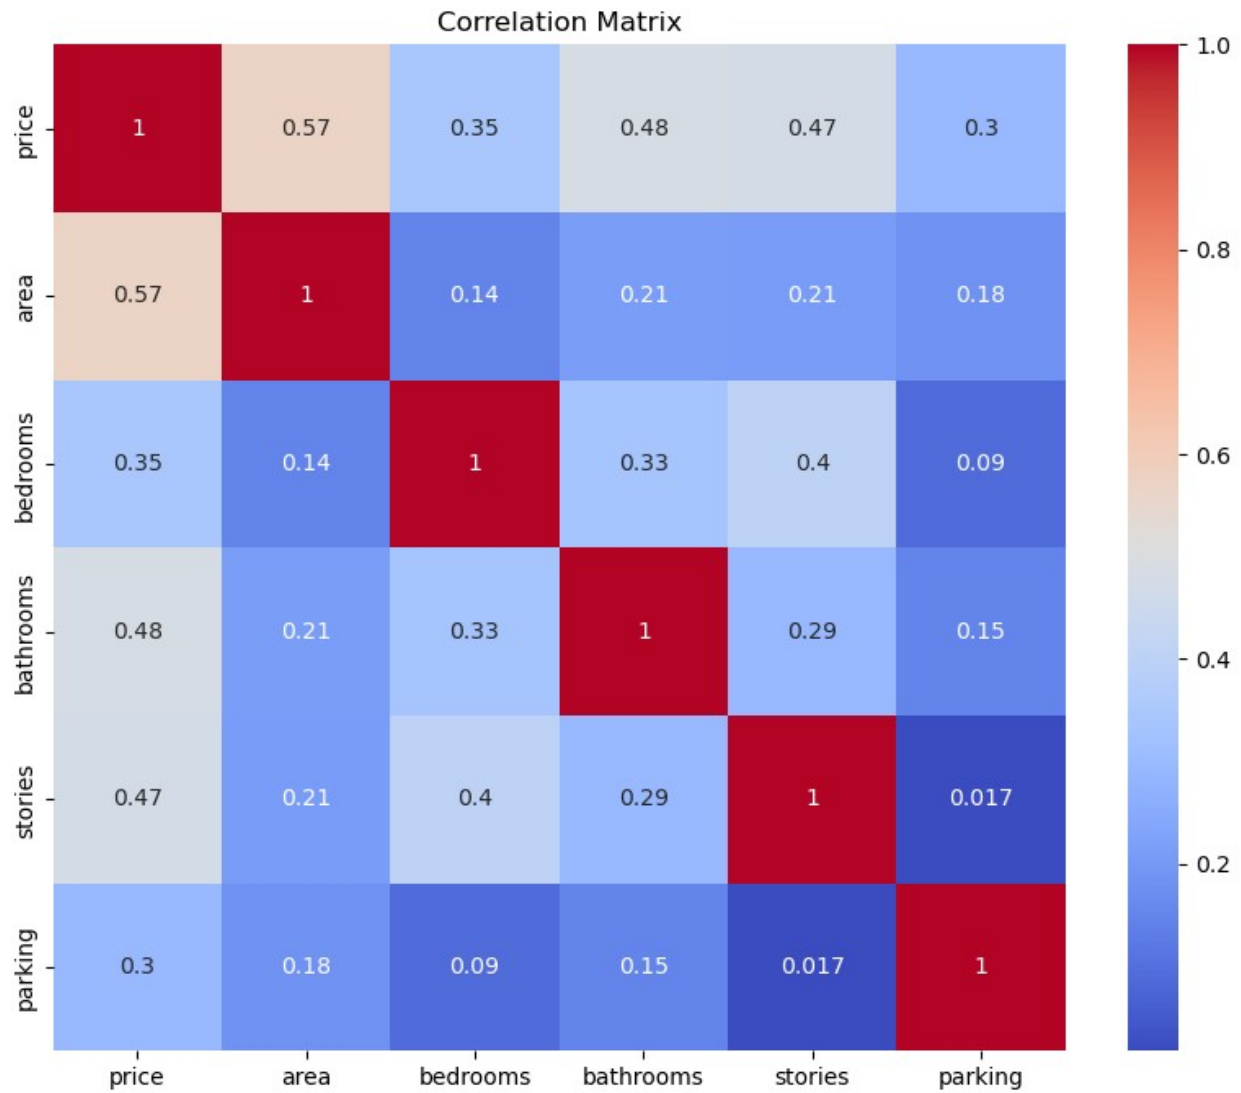 Correlation Matrix
price 1 0.57 0.35 0.48 0.47 0.3
area 0.57 1 0.14 0.21 0.21 0.18
bedrooms 0.35 0.14 1 0.33 0.4 0.09
bathrooms 0.48 0.21 0.33 1 0.29 0.15
stories 0.47 0.21 0.4 0.29 1 0.017
parking 0.3 0.18 0.09 0.15 0.017 1
price area bedrooms bathrooms stories parking
1.0
0.8
0.6
0.4
0.2